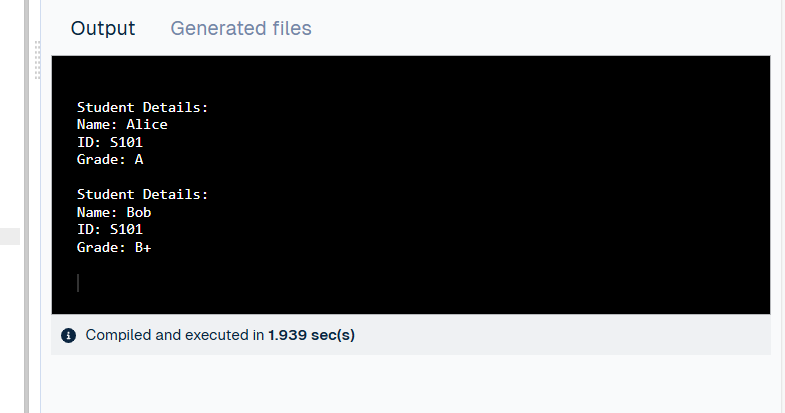 Output Generated files
Student Details:
Name: Alice
ID: S101
Grade: A
Student Details:
Name: Bob
ID: S101
Grade: B+
Compiled and executed in 1.939 sec(s)